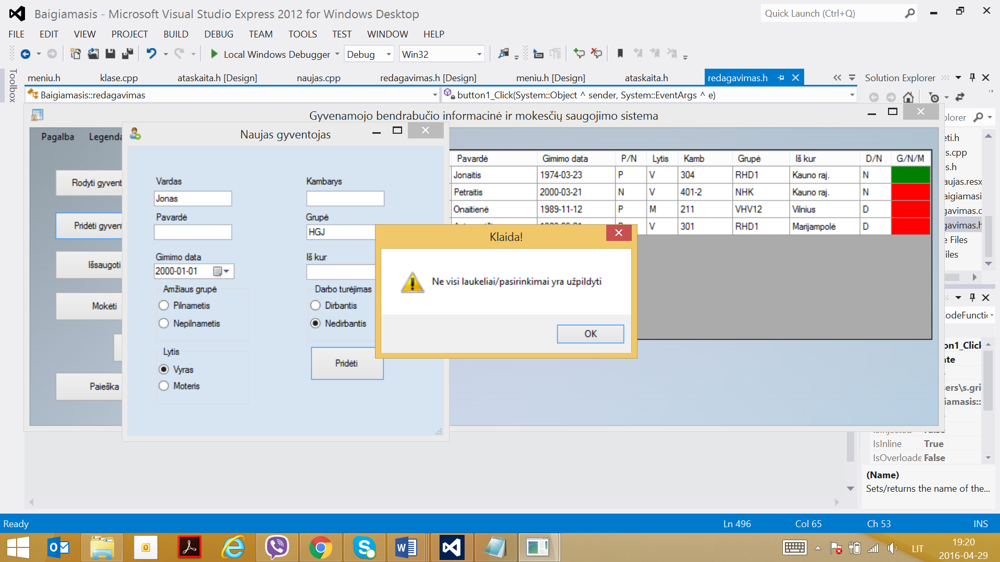 Baigiamasis - Microsoft Visual Studio Express 2012 for Windows Desktop
Quick Launch (Ctrl+Q)
FILE EDIT VIEW PROJECT BUILD DEBUG TEAM TOOLS TEST WINDOW HELP
Local Windows Debugger Debug Win32
Toolbox
meniu.h klase.cpp ataskaita.h [Design] naujas.cpp redagavimas.h [Design] meniu.h [Design] ataskaita.h redagavimas.h
Solution Explorer
Baigiamasis::redagavimas
button1_Click(System::Object ^ sender, System::EventArgs ^ e)
Gyvenamojo bendrabučio informacinė ir mokesčių saugojimo sistema
Pagalba Legenda
Naujas gyventojas
Rodyti gyvent
Pridėti gyvent
Išsaugoti
Mokėti
Paieška
Vardas
Jonas
Pavardė
Gimimo data
2000-01-01
Amžiaus grupė
Pilnametis
Nepilnametis
Lytis
Vyras
Moteris
Kambarys
Grupė
HGJ
Iš kur
Darbo turėjimas
Dirbantis
Nedirbantis
Pridėti
Pavardė Gimimo data P/N Lytis Kamb Grupė Iš kur D/N G/N/M
Jonaitis 1974-03-23 P V 304 RHD1 Kauno raj. N
Petraitis 2000-03-21 N V 401-2 NHK Kauno raj. N
Onaitienė 1989-11-12 P M 211 VHV12 Vilnius D
V 301 RHD1 Marijampolė D
Klaida!
Ne visi laukeliai/pasirinkimai yra užpildyti
OK
plorer
eti.h
s.cpp
s.h
aujas.resx
aigiamasi
gavimas.c
gavimas.h
e Files
iles
odeFunctio
on1_Click
te
ers\s.gri
iamasis::
IsInjected False
IsInline True
IsOverloade False
(Name)
Sets/returns the name of the...
Ready Ln 496 Col 65 Ch 53 INS
LIT
19:20
2016-04-29